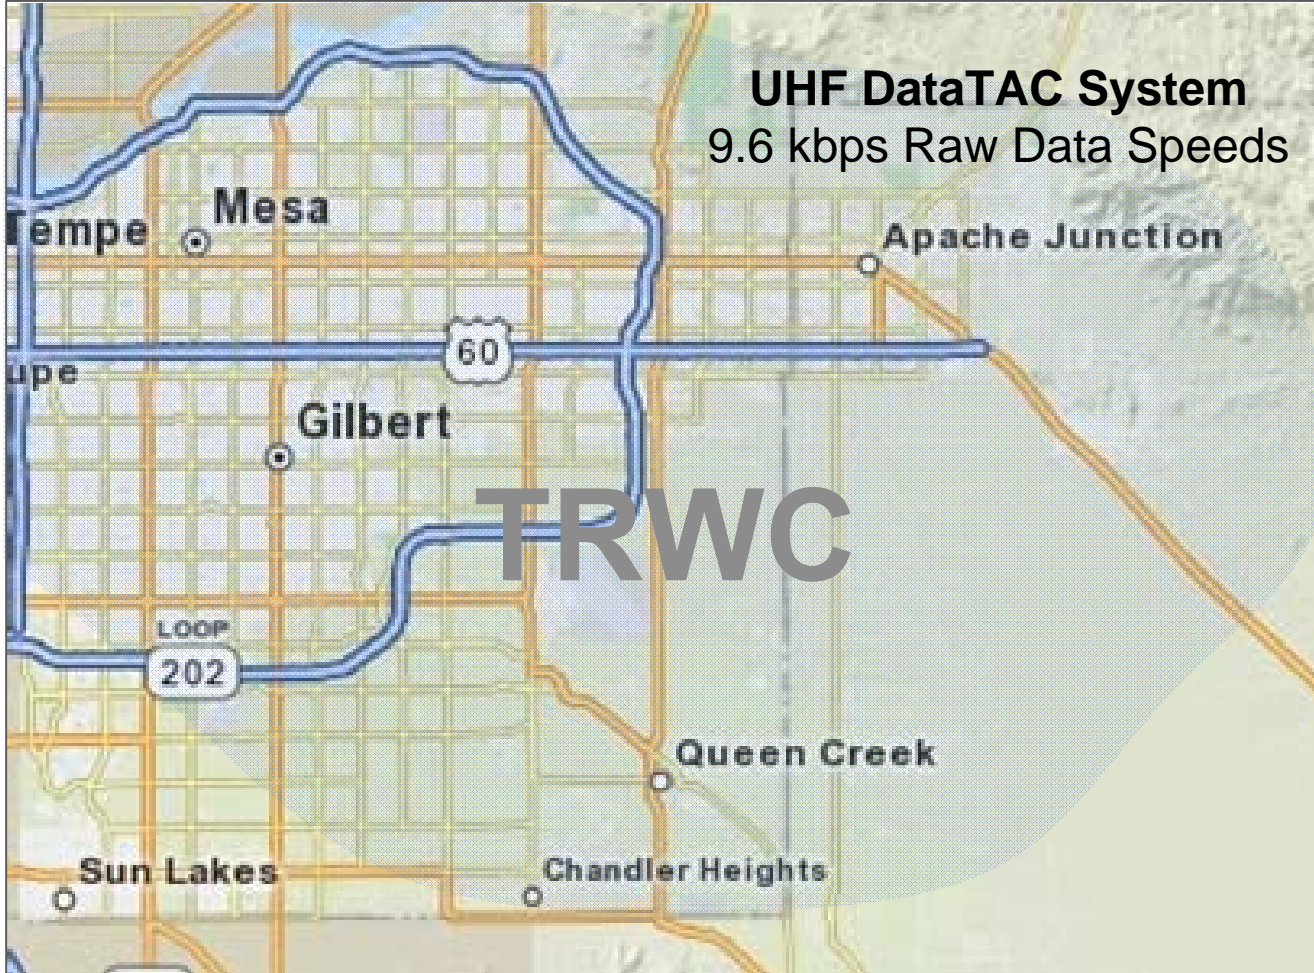 UHF DataTAC System
9.6 kbps Raw Data Speeds
Mesa
Tempe
Apache Junction
60
upe
Gilbert
TRWC
LOOP
202
Queen Creek
Sun Lakes
Chandler Heights